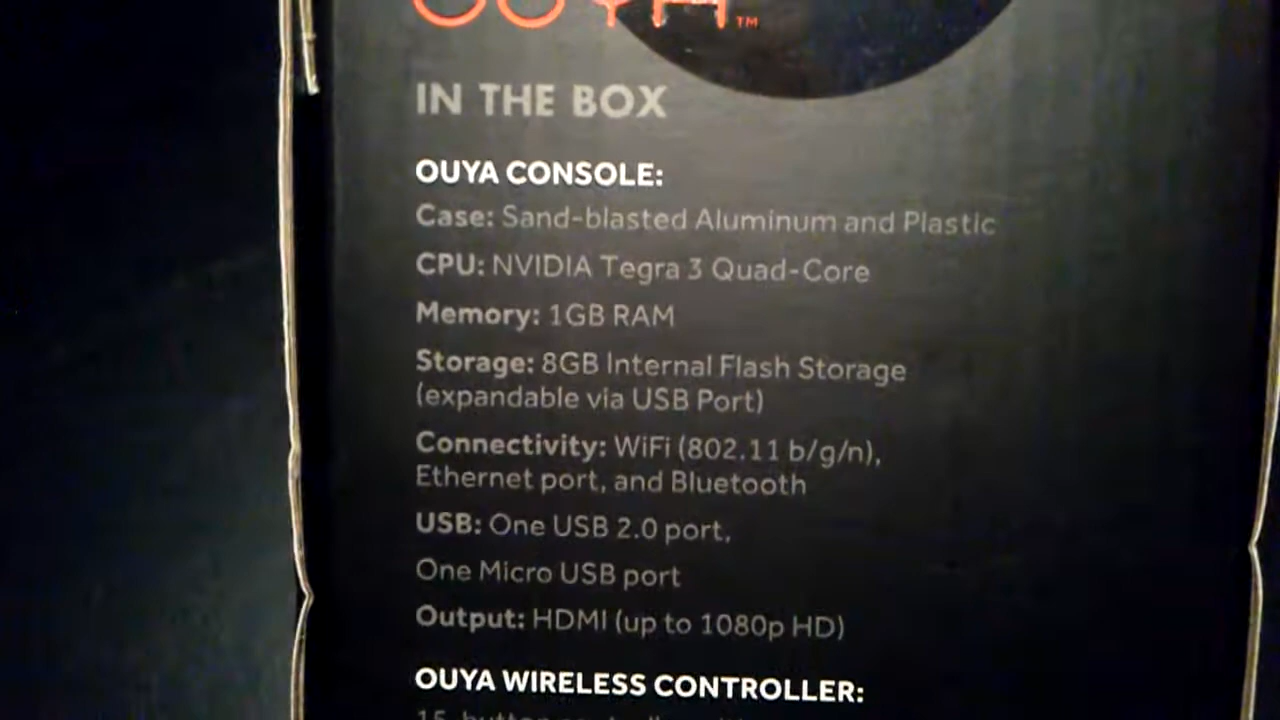 OUYA™
IN THE BOX
OUYA CONSOLE:
Case: Sand-blasted Aluminum and Plastic
CPU: NVIDIA Tegra 3 Quad-Core
Memory: 1GB RAM
Storage: 8GB Internal Flash Storage
(expandable via USB Port)
Connectivity: WiFi (802.11 b/g/n),
Ethernet port, and Bluetooth
USB: One USB 2.0 port,
One Micro USB port
Output: HDMI (up to 1080p HD)
OUYA WIRELESS CONTROLLER: